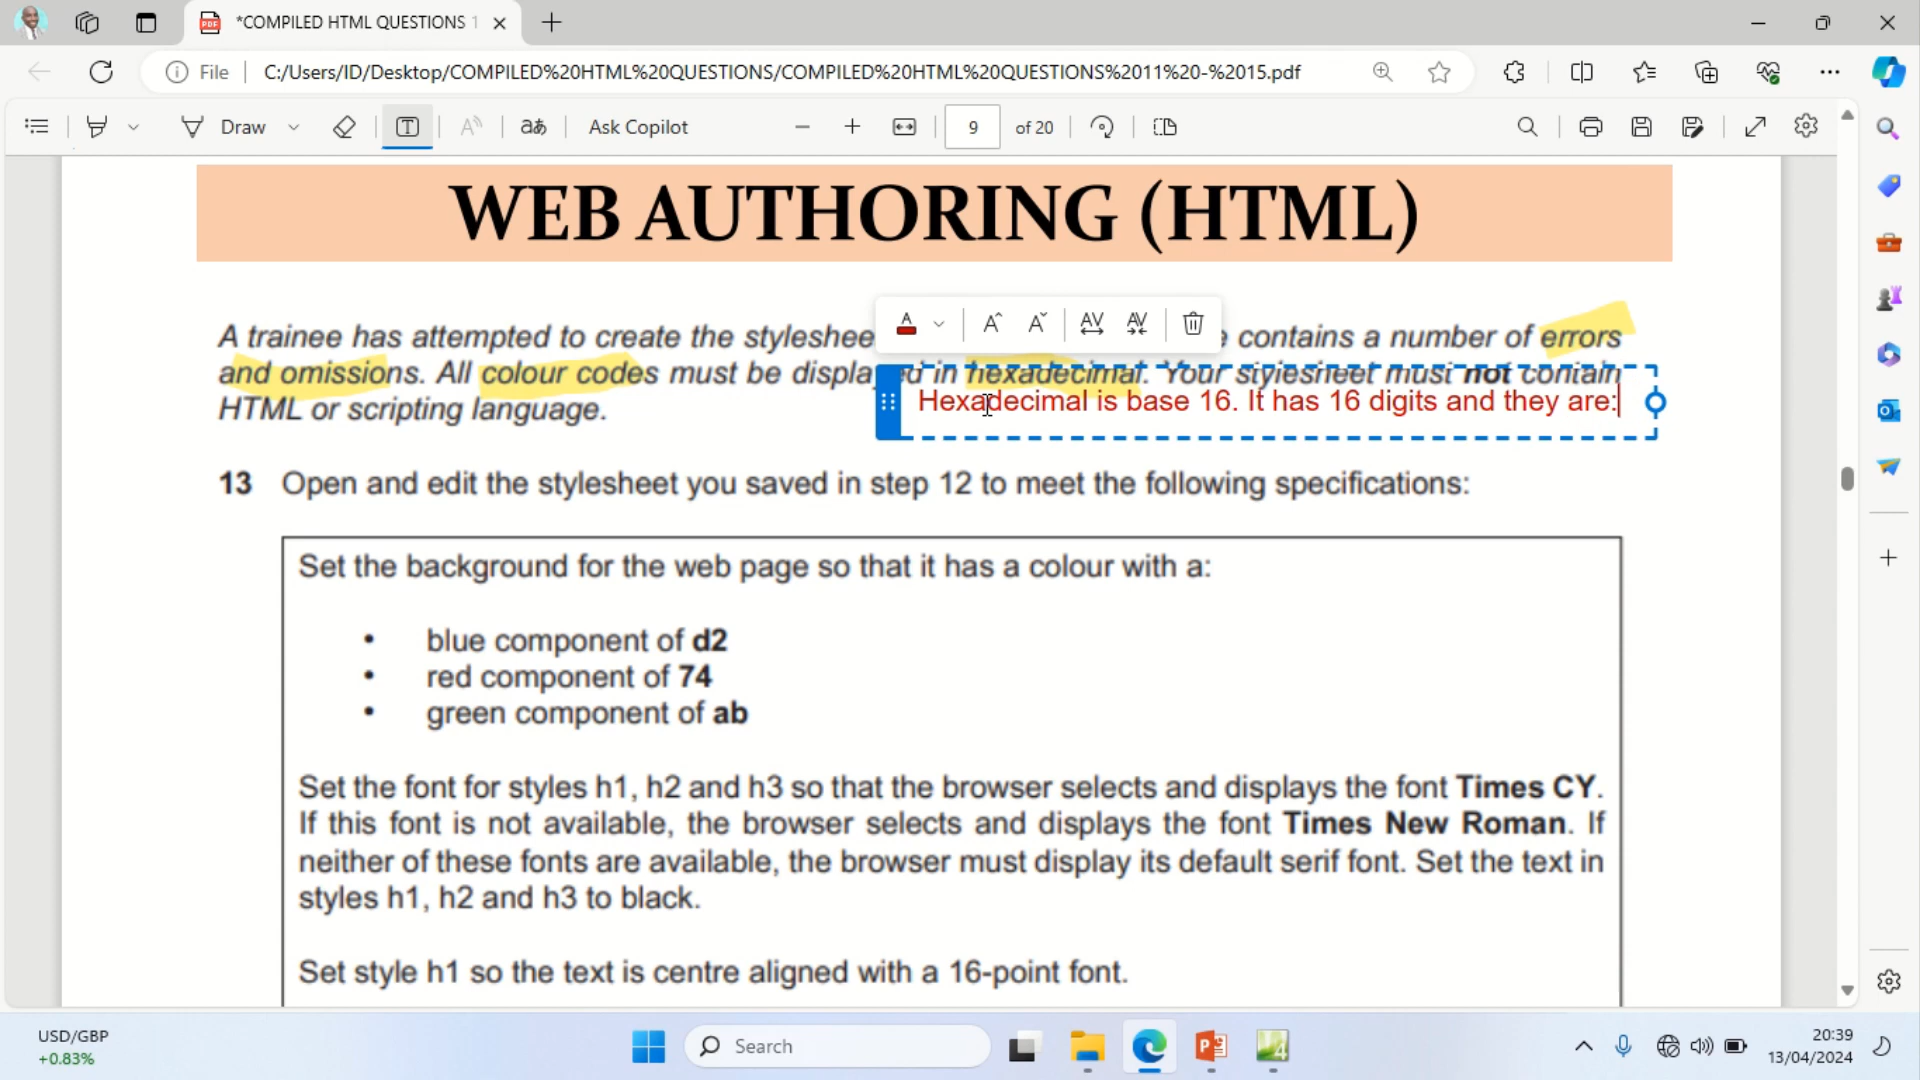 *COMPILED HTML QUESTIONS 1
File
C:/Users/ID/Desktop/COMPILED%20HTML%20QUESTIONS/COMPILED%20HTML%20QUESTIONS%2011%20-%2015.pdf
Draw
Ask Copilot
9
of 20
WEB AUTHORING (HTML)
A trainee has attempted to create the styleshee
e contains a number of errors
and omissions. All colour codes must be displayed in hexadecimal. Your stylesheet must not contain
Hexadecimal is base 16. It has 16 digits and they are:
HTML or scripting language.
13 Open and edit the stylesheet you saved in step 12 to meet the following specifications:
Set the background for the web page so that it has a colour with a:
• blue component of d2
• red component of 74
• green component of ab
Set the font for styles h1, h2 and h3 so that the browser selects and displays the font Times CY.
If this font is not available, the browser selects and displays the font Times New Roman. If
neither of these fonts are available, the browser must display its default serif font. Set the text in
styles h1, h2 and h3 to black.
Set style h1 so the text is centre aligned with a 16-point font.
USD/GBP
+0.83%
Search
20:39
13/04/2024